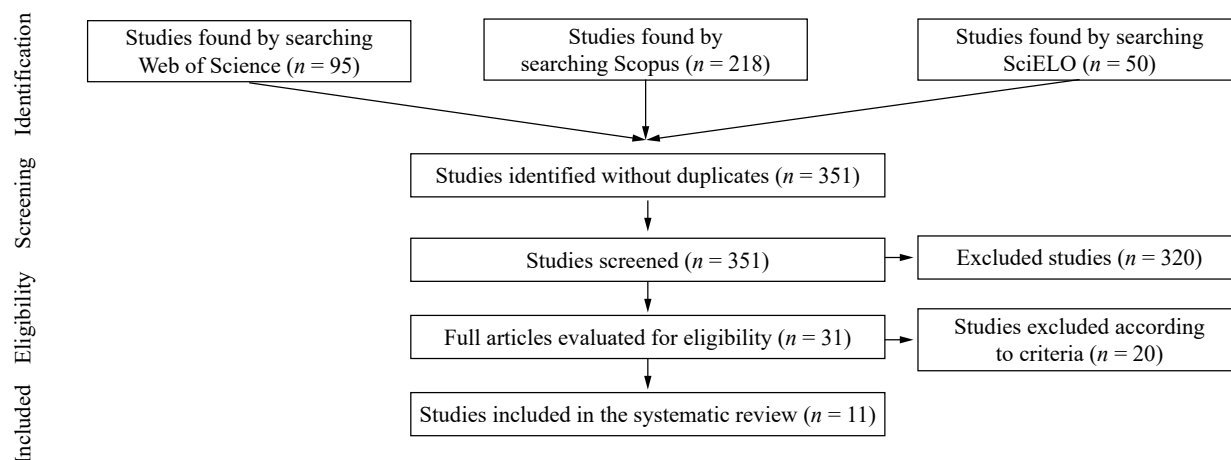 Identification
Studies found by searching
Web of Science (n = 95)
Studies found by
searching Scopus (n = 218)
Studies found by searching
SciELO (n = 50)
Screening
Studies identified without duplicates (n = 351)
Studies screened (n = 351)
Excluded studies (n = 320)
Eligibility
Full articles evaluated for eligibility (n = 31)
Studies excluded according
to criteria (n = 20)
Included
Studies included in the systematic review (n = 11)